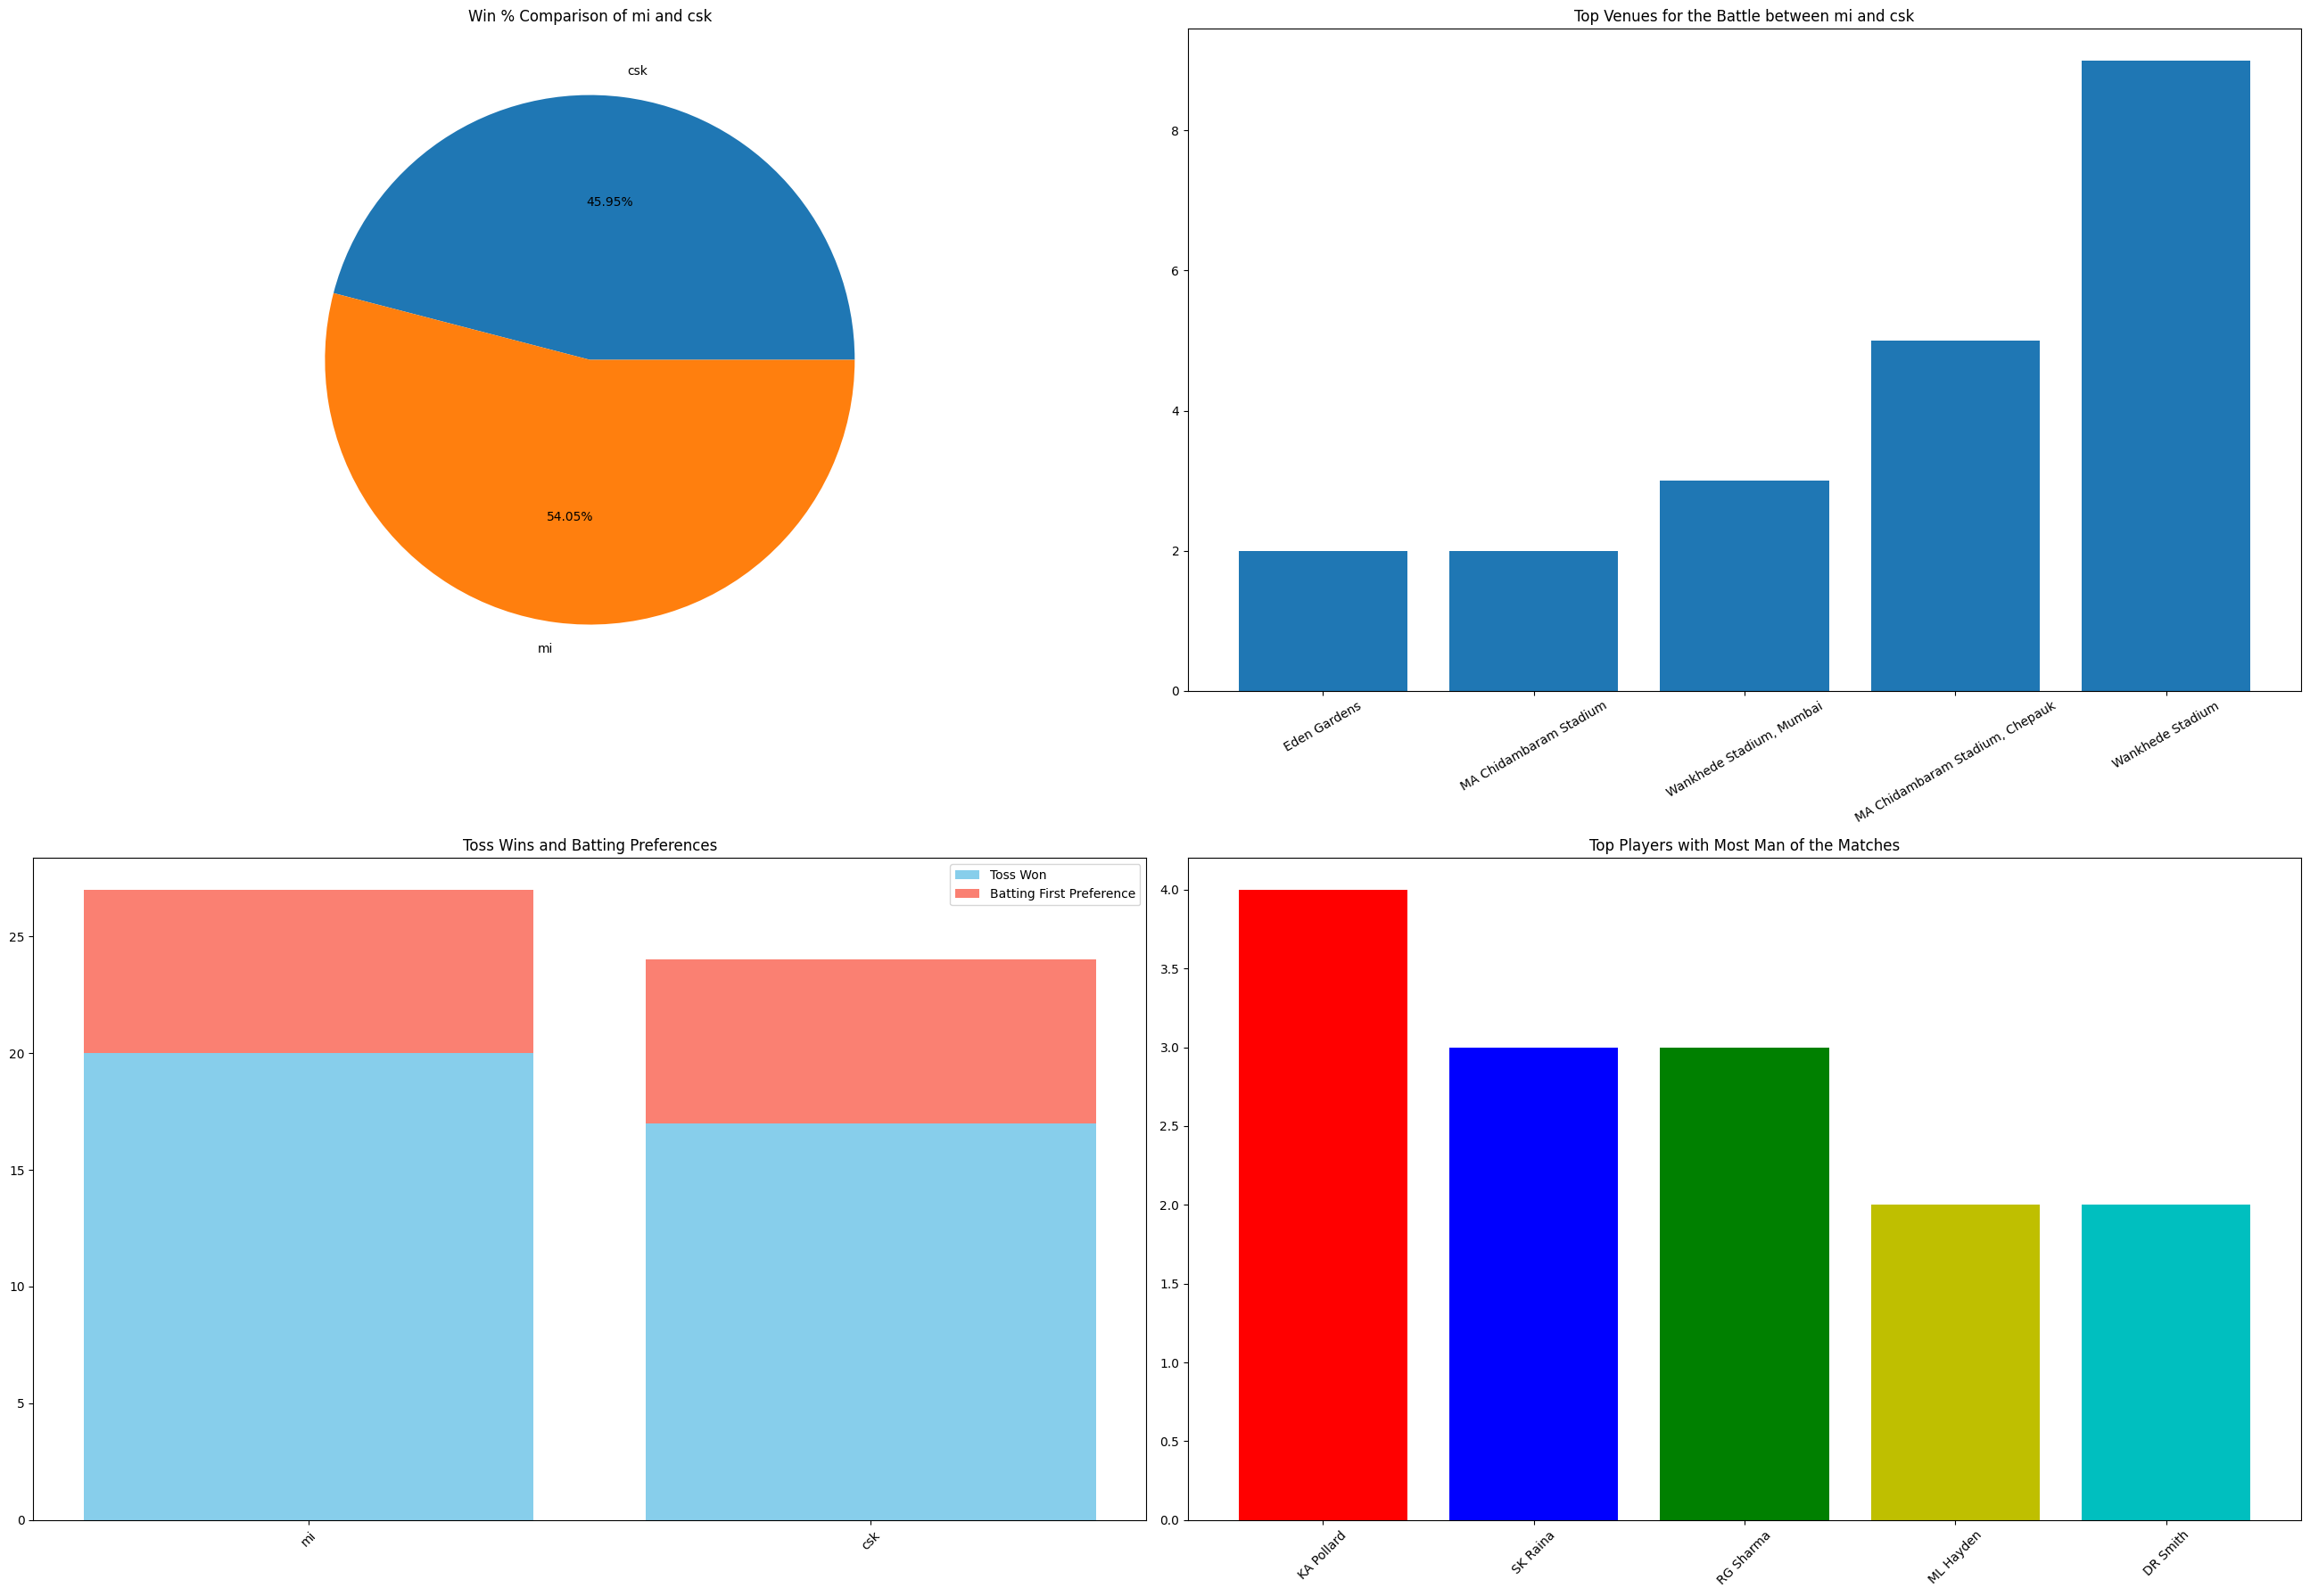 Win % Comparison of mi and csk
csk
45.95%
54.05%
mi
Top Venues for the Battle between mi and csk
8
6
4
2
0
Eden Gardens
MA Chidambaram Stadium
Wankhede Stadium, Mumbai
MA Chidambaram Stadium, Chepauk
Wankhede Stadium
Toss Wins and Batting Preferences
Toss Won
Batting First Preference
25
20
15
10
5
0
mi
csk
Top Players with Most Man of the Matches
4.0
3.5
3.0
2.5
2.0
1.5
1.0
0.5
0.0
KA Pollard
SK Raina
RG Sharma
ML Hayden
DR Smith